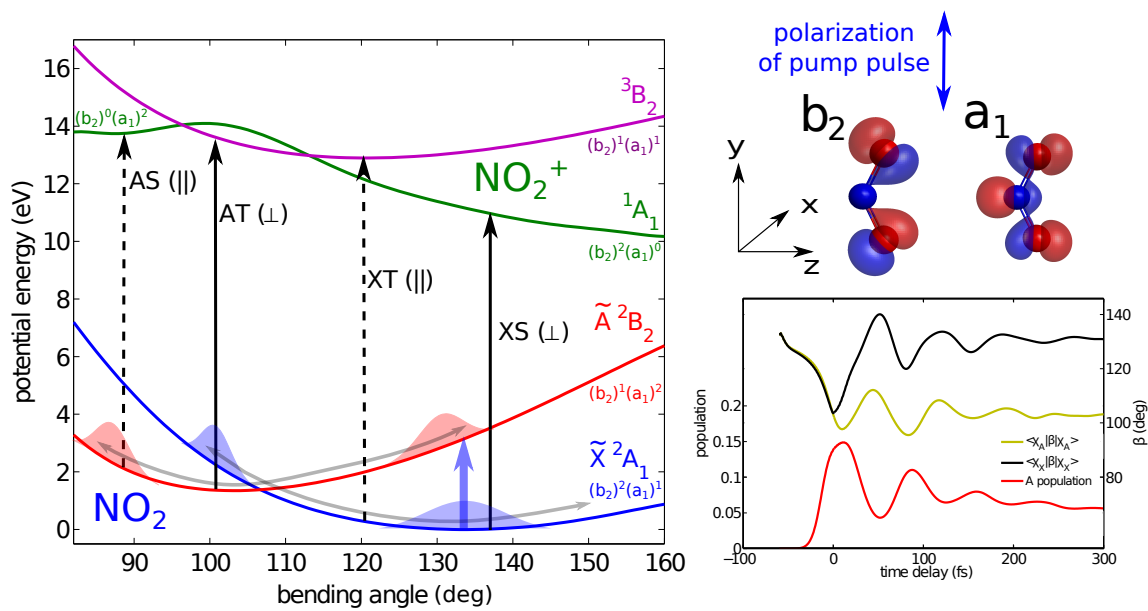 potential energy (eV)
16
14
12
10
8
6
4
2
0
90
100
110
120
130
140
150
160
bending angle (deg)
(b₂)⁰(a₁)²
³B₂
(b₂)¹(a₁)¹
NO₂⁺
¹A₁
(b₂)²(a₁)⁰
AS (||)
AT (⊥)
XT (||)
XS (⊥)
Ã ²B₂
(b₂)¹(a₁)²
X̃ ²A₁
(b₂)²(a₁)¹
NO₂
polarization
of pump pulse
b₂
a₁
y
x
z
population
0.2
0.15
0.1
0.05
0
−100
0
100
200
300
time delay (fs)
140
120
100
80
β (deg)
<χ_A|β|χ_A>
<χ_X|β|χ_X>
A population